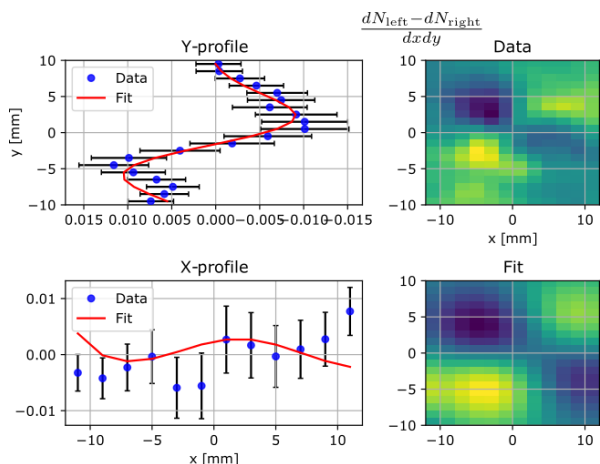 dN_left − dN_right
dxdy
Y-profile
Data
10
5
0
−5
−10
y [mm]
Data
Fit
0.015 0.010 0.005 0.000 −0.005 −0.010 −0.015
10
5
0
−5
−10
−10 0 10
x [mm]
X-profile
Fit
0.01
0.00
−0.01
Data
Fit
−10 −5 0 5 10
x [mm]
10
5
0
−5
−10
−10 0 10